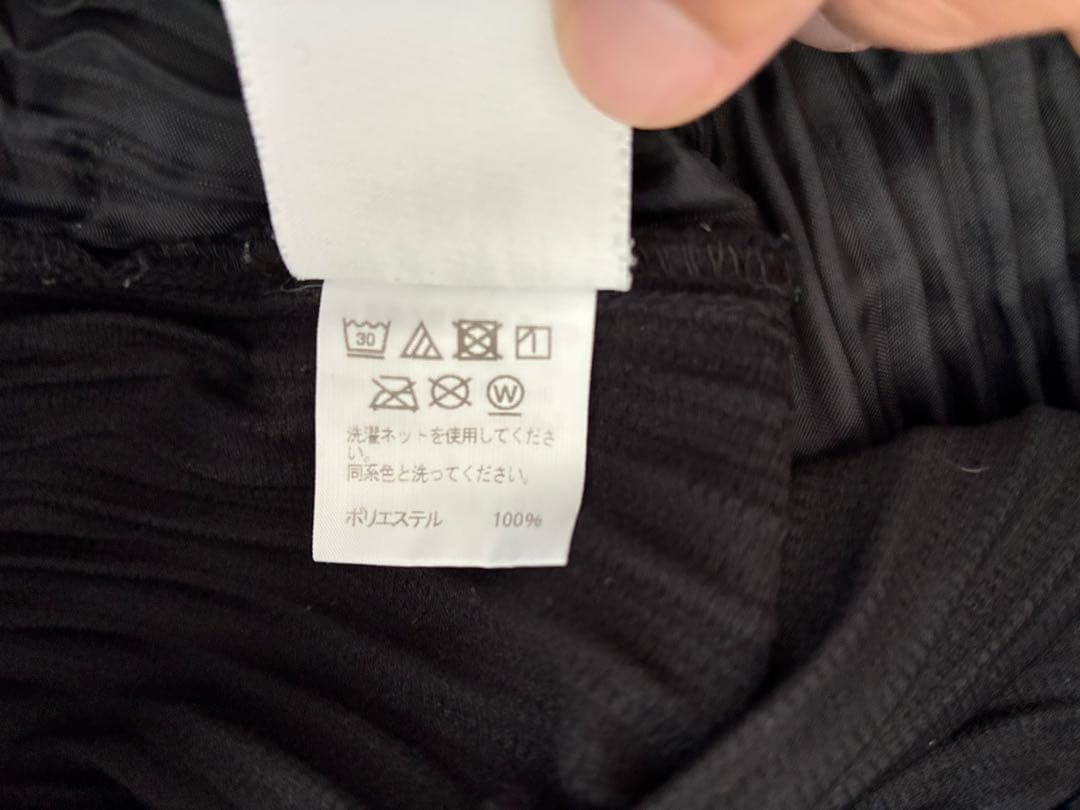 30
W
洗濯ネットを使用してくださ
い。
同系色と洗ってください。
ポリエステル 100%